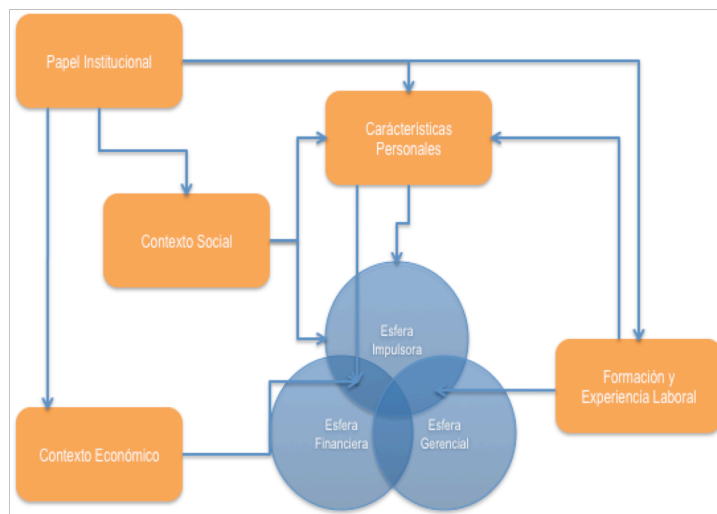 Papel Institucional
Carácterísticas
Personales
Contexto Social
Esfera
Impulsora
Formación y
Experiencia Laboral
Esfera
Financiera
Esfera
Gerencial
Contexto Económico